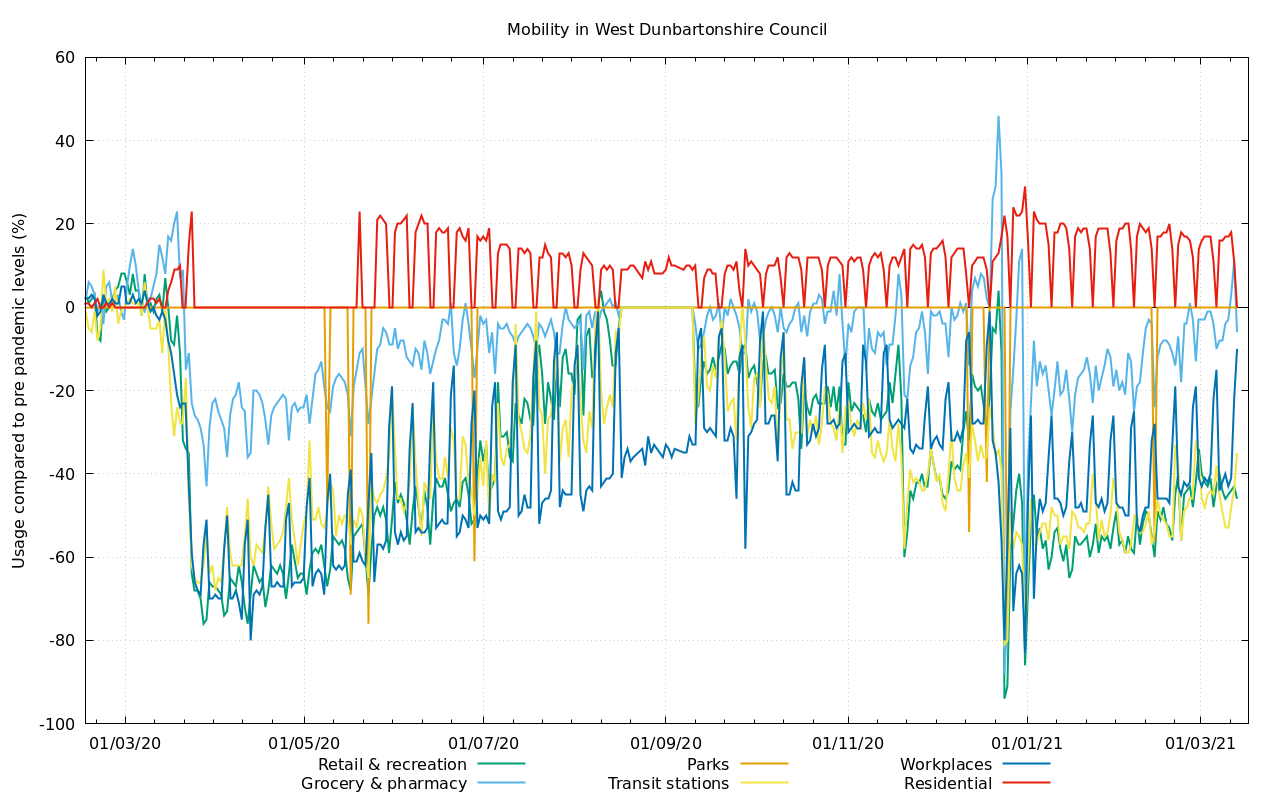 Mobility in West Dunbartonshire Council
Usage compared to pre pandemic levels (%)
60
40
20
0
-20
-40
-60
-80
-100
01/03/20 01/05/20 01/07/20 01/09/20 01/11/20 01/01/21 01/03/21
Retail & recreation Parks Workplaces
Grocery & pharmacy Transit stations Residential